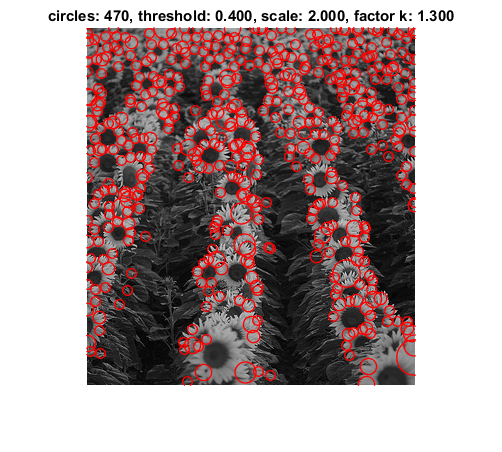 circles: 470, threshold: 0.400, scale: 2.000, factor k: 1.300